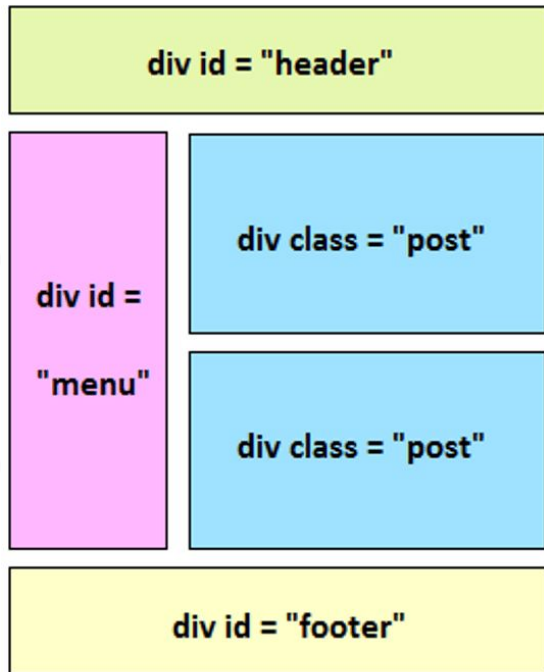 div id = "header"
div id =
"menu"
div class = "post"
div class = "post"
div id = "footer"